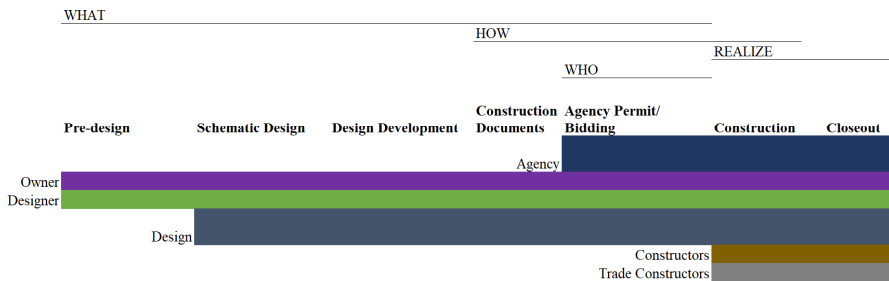 WHAT
HOW
REALIZE
WHO
Pre-design
Schematic Design
Design Development
Construction
Documents
Agency Permit/
Bidding
Construction
Closeout
Agency
Owner
Designer
Design
Constructors
Trade Constructors